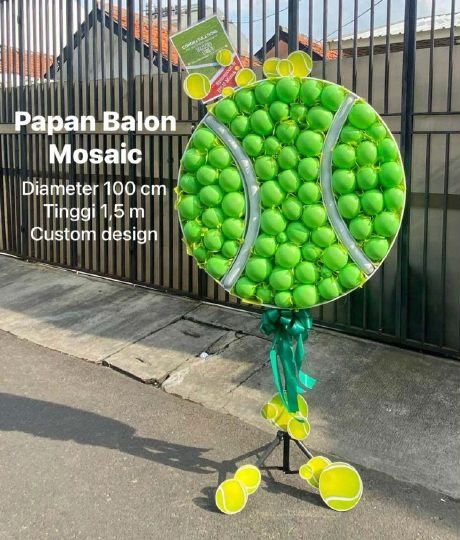 Papan Balon
Mosaic
Diameter 100 cm
Tinggi 1,5 m
Custom design